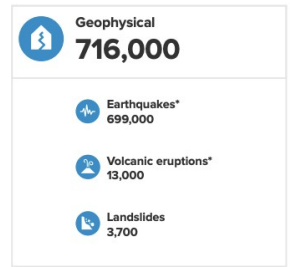 Geophysical
716,000
Earthquakes*
699,000
Volcanic eruptions*
13,000
Landslides
3,700